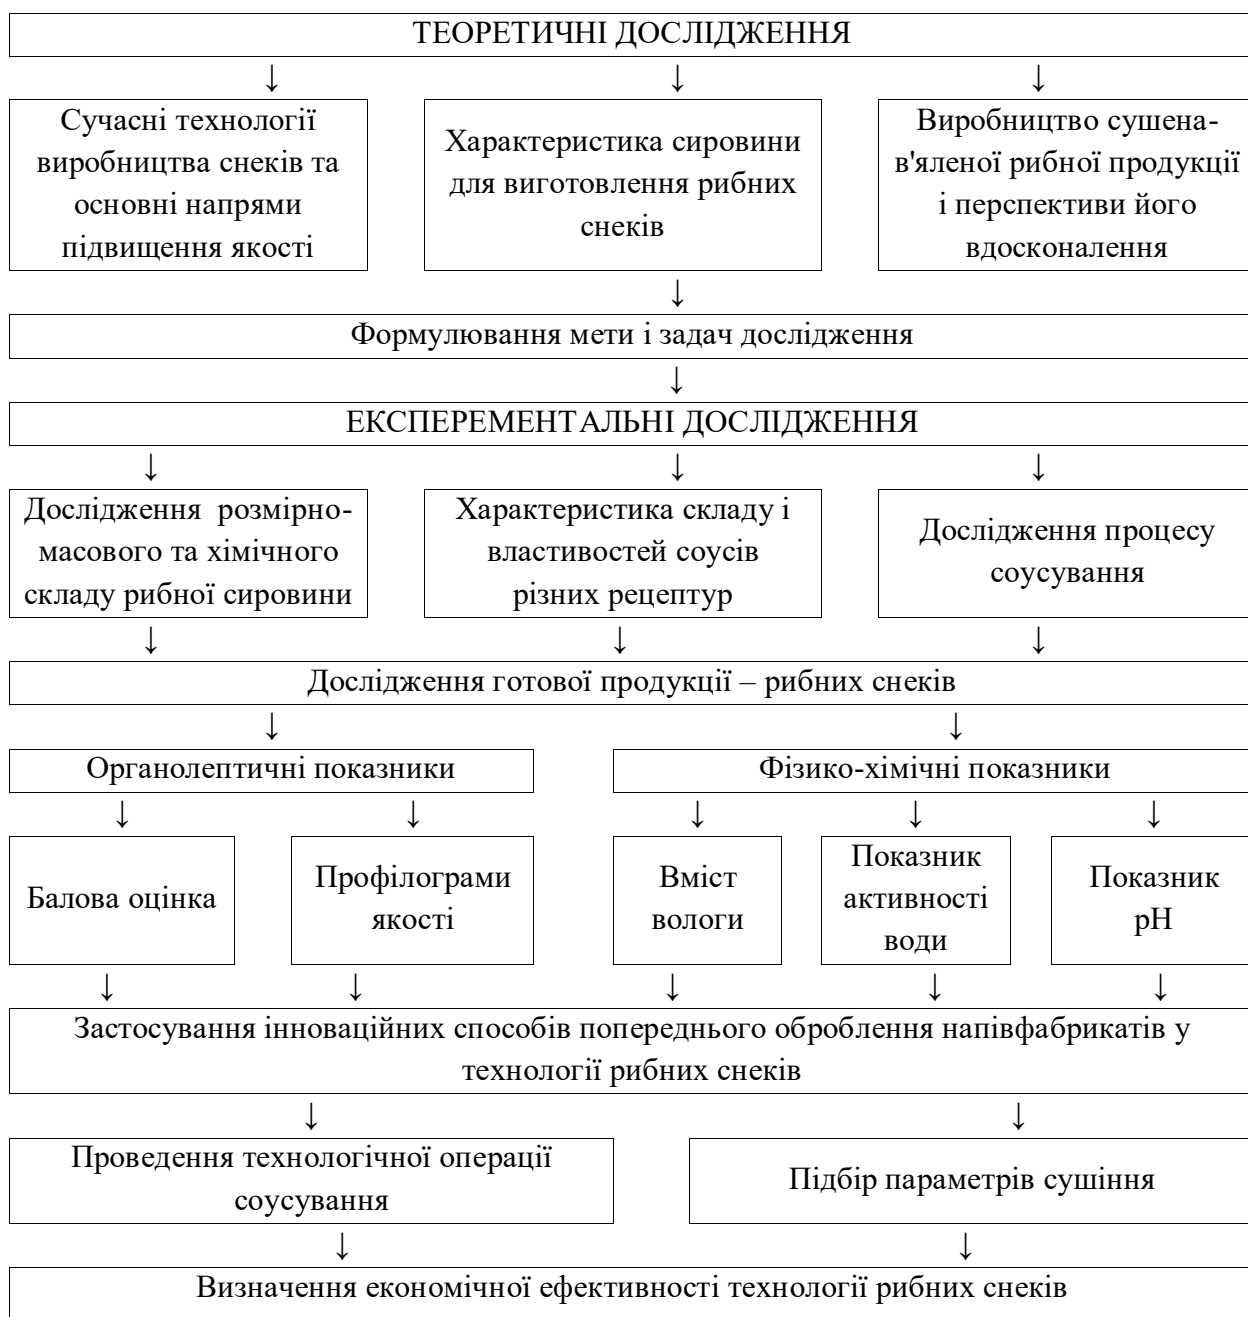 ТЕОРЕТИЧНІ ДОСЛІДЖЕННЯ
Сучасні технології
виробництва снеків та
основні напрями
підвищення якості
Характеристика сировини
для виготовлення рибних
снеків
Виробництво сушена-
в'яленої рибної продукції
і перспективи його
вдосконалення
Формулювання мети і задач дослідження
ЕКСПЕРЕМЕНТАЛЬНІ ДОСЛІДЖЕННЯ
Дослідження розмірно-
масового та хімічного
складу рибної сировини
Характеристика складу і
властивостей соусів
різних рецептур
Дослідження процесу
соусування
Дослідження готової продукції – рибних снеків
Органолептичні показники
Фізико-хімічні показники
Балова оцінка
Профілограми
якості
Вміст
вологи
Показник
активності
води
Показник
рН
Застосування інноваційних способів попереднього оброблення напівфабрикатів у
технології рибних снеків
Проведення технологічної операції
соусування
Підбір параметрів сушіння
Визначення економічної ефективності технології рибних снеків